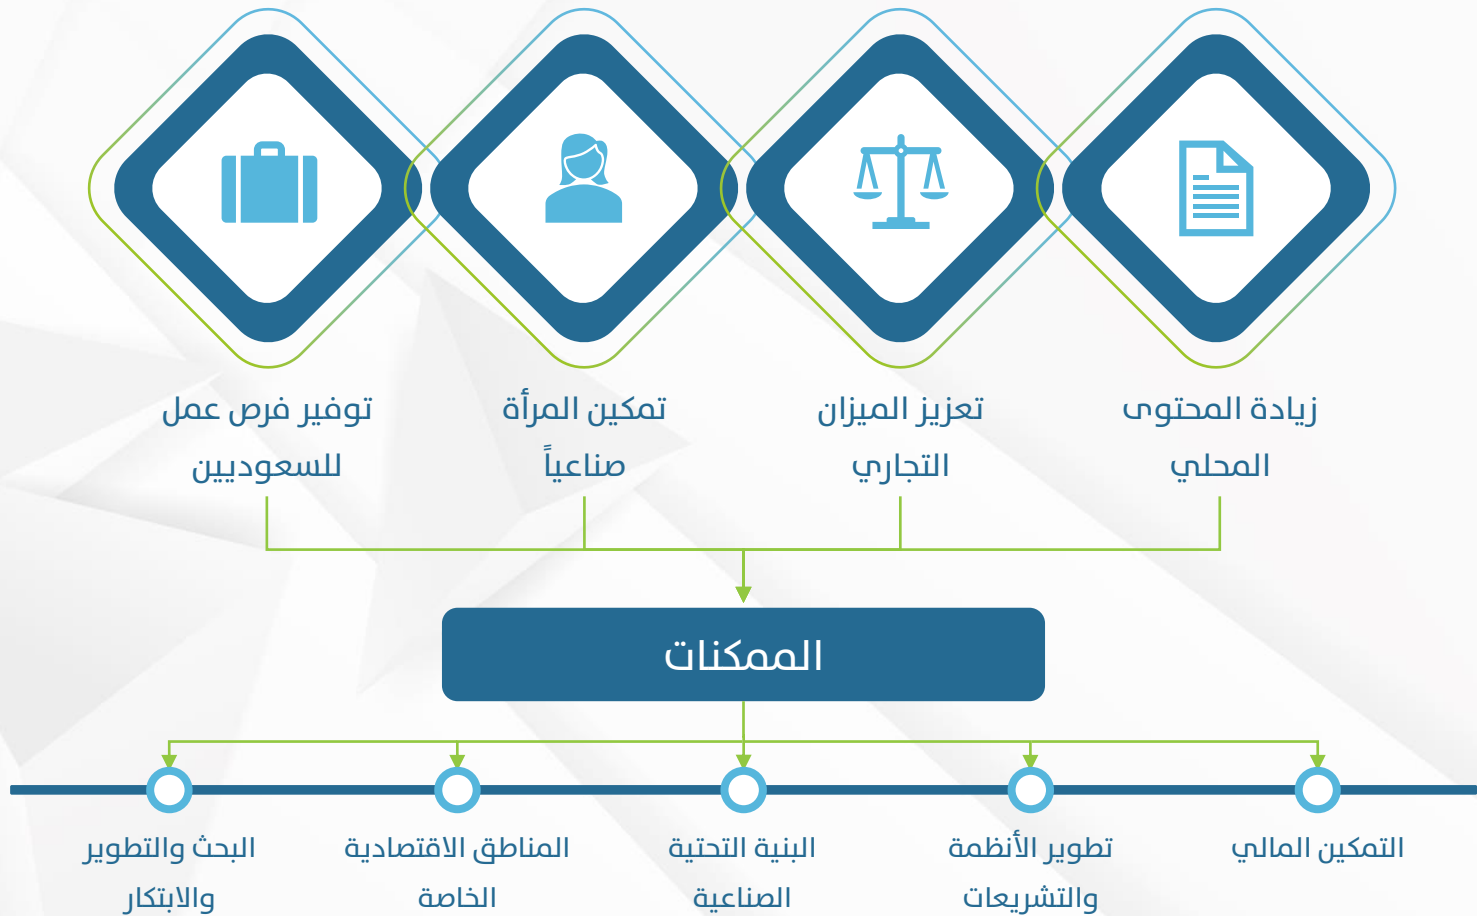 زيادة المحتوى
المحلي
تعزيز الميزان
التجاري
تمكين المرأة
صناعياً
توفير فرص عمل
للسعوديين
الممكنات
التمكين المالي
تطوير الأنظمة
والتشريعات
البنية التحتية
الصناعية
المناطق الاقتصادية
الخاصة
البحث والتطوير
والابتكار